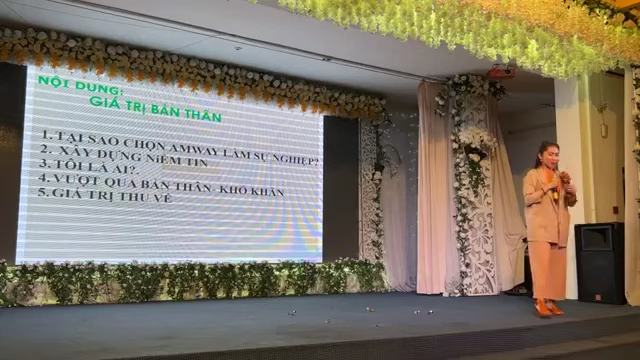 NỘI DUNG:
GIÁ TRỊ BẢN THÂN
1. TẠI SAO CHỌN AMWAY LÀM SỰ NGHIỆP?
2. XÂY DỰNG NIỀM TIN
3. TÔI LÀ AI?.
4. VƯỢT QUA BẢN THÂN- KHÓ KHĂN
5. GIÁ TRỊ THU VỀ